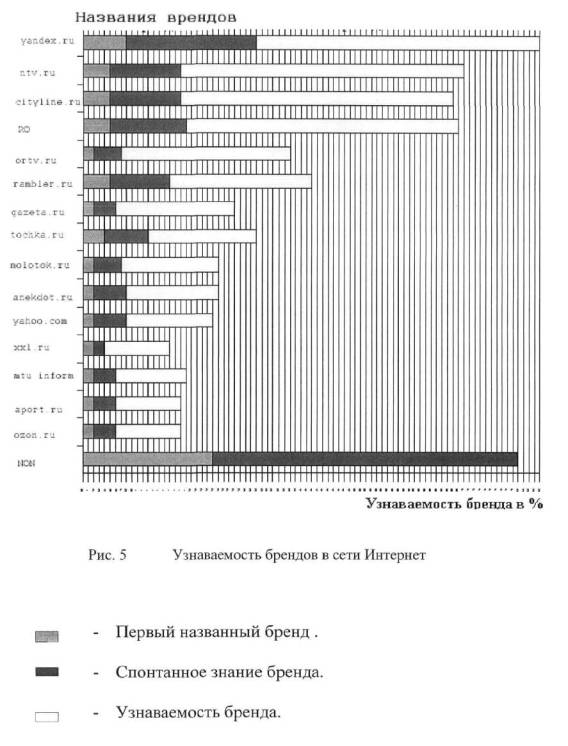 Названия врендов
yandex.ru
ntv.ru
cityline.ru
RO
ortv.ru
rambler.ru
gazeta.ru
tochka.ru
molotok.ru
anekdot.ru
yahoo.com
xxl.ru
mtu inform
aport.ru
ozon.ru
NON
Узнаваемость бренда в %
Рис. 5 Узнаваемость брендов в сети Интернет
- Первый названный бренд .
- Спонтанное знание бренда.
- Узнаваемость бренда.